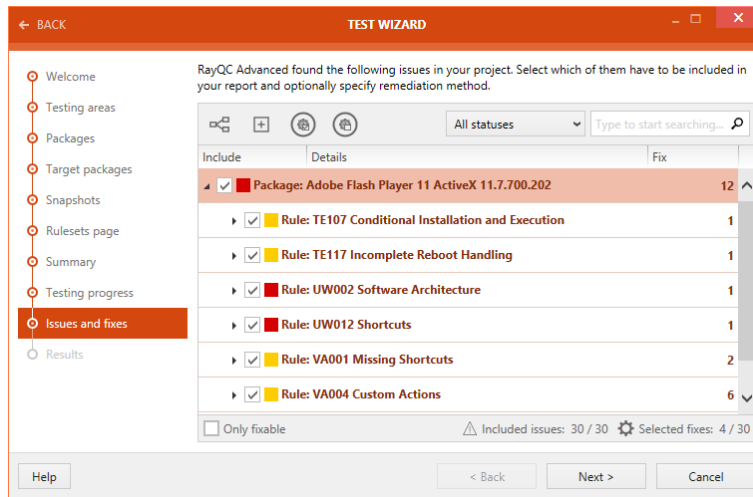 ← BACK
TEST WIZARD
RayQC Advanced found the following issues in your project. Select which of them have to be included in
your report and optionally specify remediation method.
Welcome
Testing areas
Packages
Target packages
Snapshots
Rulesets page
Summary
Testing progress
Issues and fixes
Results
All statuses
Type to start searching...
Include Details Fix
Package: Adobe Flash Player 11 ActiveX 11.7.700.202 12
Rule: TE107 Conditional Installation and Execution 1
Rule: TE117 Incomplete Reboot Handling 1
Rule: UW002 Software Architecture 1
Rule: UW012 Shortcuts 1
Rule: VA001 Missing Shortcuts 2
Rule: VA004 Custom Actions 6
Only fixable Included issues: 30 / 30 Selected fixes: 4 / 30
Help < Back Next > Cancel